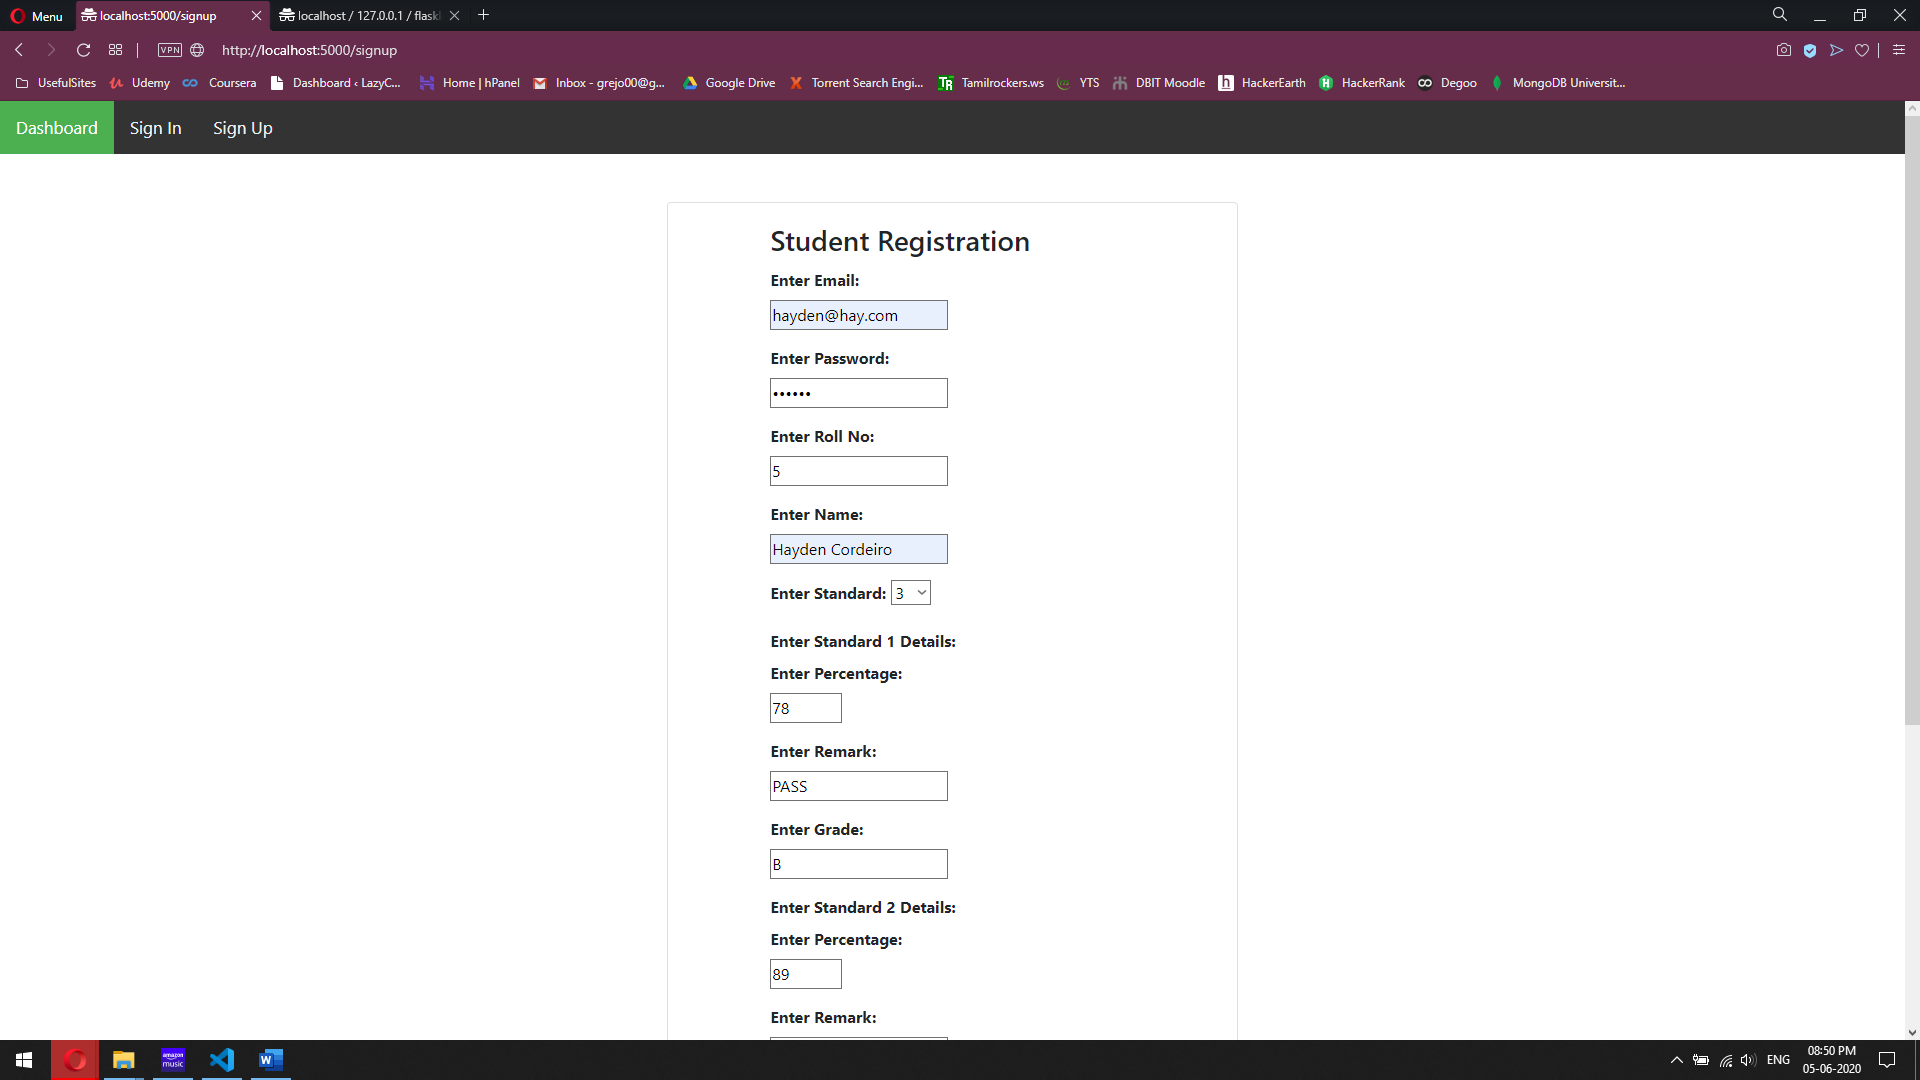 Menu
localhost:5000/signup
localhost / 127.0.0.1 / flask
VPN
http://localhost:5000/signup
UsefulSites
Udemy
Coursera
Dashboard ‹ LazyC...
Home | hPanel
Inbox - grejo00@g...
Google Drive
Torrent Search Engi...
TR
Tamilrockers.ws
YTS
DBIT Moodle
h
HackerEarth
HackerRank
Degoo
MongoDB Universit...
Dashboard
Sign In
Sign Up
Student Registration
Enter Email:
hayden@hay.com
Enter Password:
••••••
Enter Roll No:
5
Enter Name:
Hayden Cordeiro
Enter Standard: 3
Enter Standard 1 Details:
Enter Percentage:
78
Enter Remark:
PASS
Enter Grade:
B
Enter Standard 2 Details:
Enter Percentage:
89
Enter Remark:
amazon
music
W
ENG
08:50 PM
05-06-2020